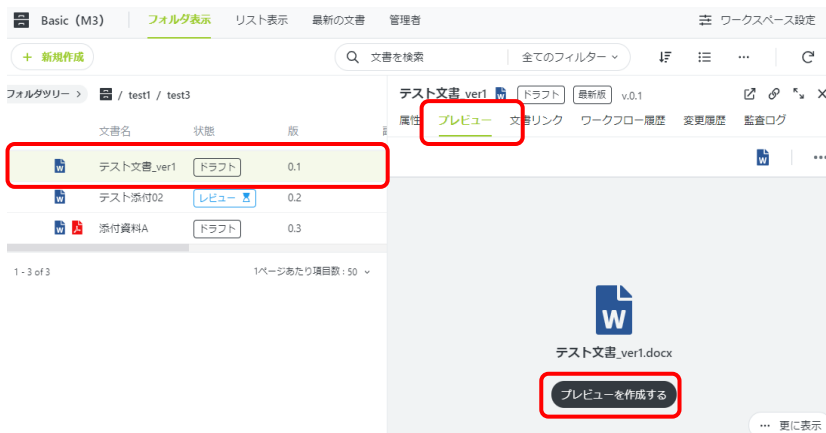 Basic (M3) フォルダ表示 リスト表示 最新の文書 管理者 ワークスペース設定
+ 新規作成 文書を検索 全てのフィルター
フォルダツリー > / test1 / test3
文書名 状態 版
テスト文書_ver1 ドラフト 0.1
テスト添付02 レビュー 0.2
添付資料A ドラフト 0.3
1 - 3 of 3 1ページあたり項目数 : 50
テスト文書_ver1 ドラフト 最新版 v.0.1
属性 プレビュー 文書リンク ワークフロー履歴 変更履歴 監査ログ
W
テスト文書_ver1.docx
プレビューを作成する
··· 更に表示